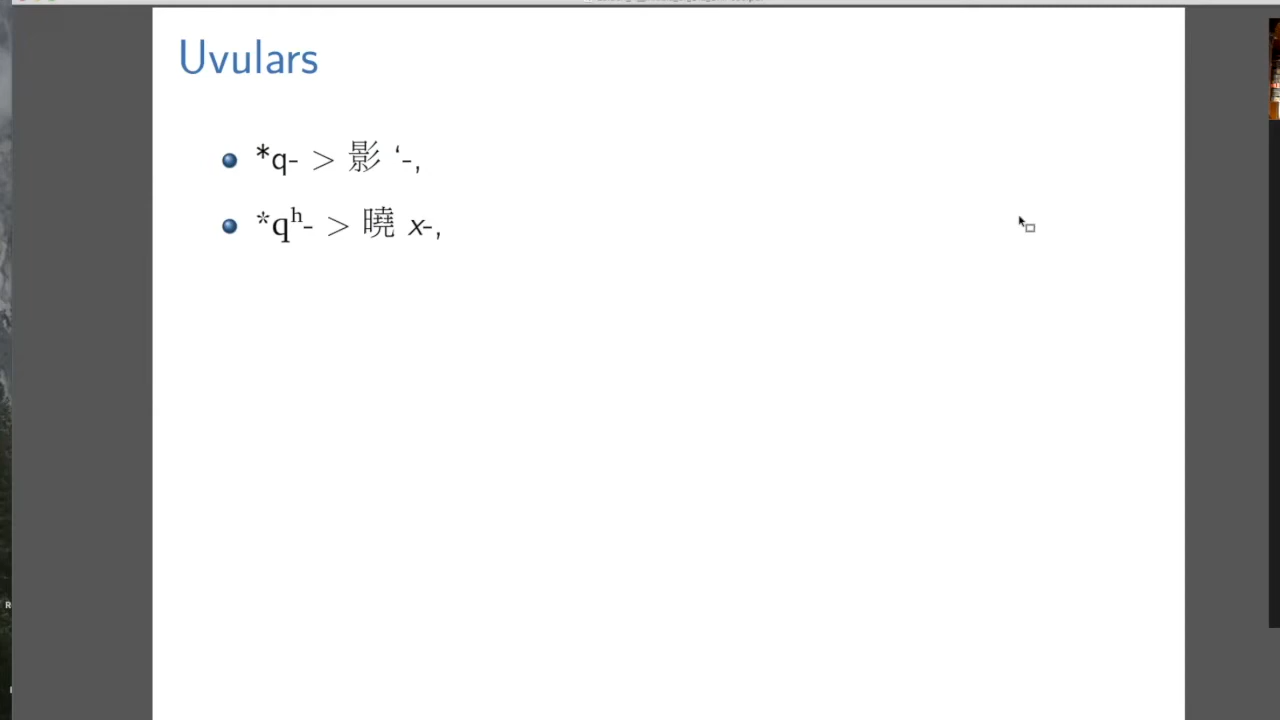 Uvulars
*q- > 影 ‘-,
*qʰ- > 曉 x-,